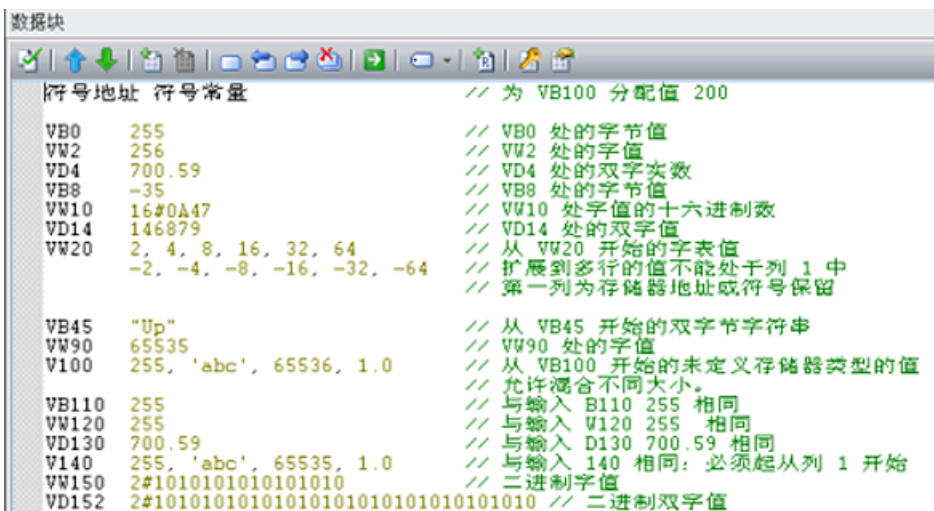 数据块
符号地址 符号常量 // 为 VB100 分配值 200
VB0 255 // VB0 处的字节值
VW2 256 // VW2 处的字值
VD4 700.59 // VD4 处的双字实数
VB8 -35 // VB8 处的字节值
VW10 16#0A47 // VW10 处字值的十六进制数
VD14 146879 // VD14 处的双字值
VW20 2, 4, 8, 16, 32, 64 // 从 VW20 开始的字表值
-2, -4, -8, -16, -32, -64 // 扩展到多行的值不能处于列 1 中
// 第一列为存储器地址或符号保留
VB45 "Up" // 从 VB45 开始的双字节字符串
VW90 65535 // VW90 处的字值
V100 255, 'abc', 65536, 1.0 // 从 VB100 开始的未定义存储器类型的值
// 允许混合不同大小。
VB110 255 // 与输入 B110 255 相同
VW120 255 // 与输入 W120 255 相同
VD130 700.59 // 与输入 D130 700.59 相同
V140 255, 'abc', 65535, 1.0 // 与输入 140 相同: 必须起从列 1 开始
VW150 2#1010101010101010 // 二进制字值
VD152 2#10101010101010101010101010101010 // 二进制双字值